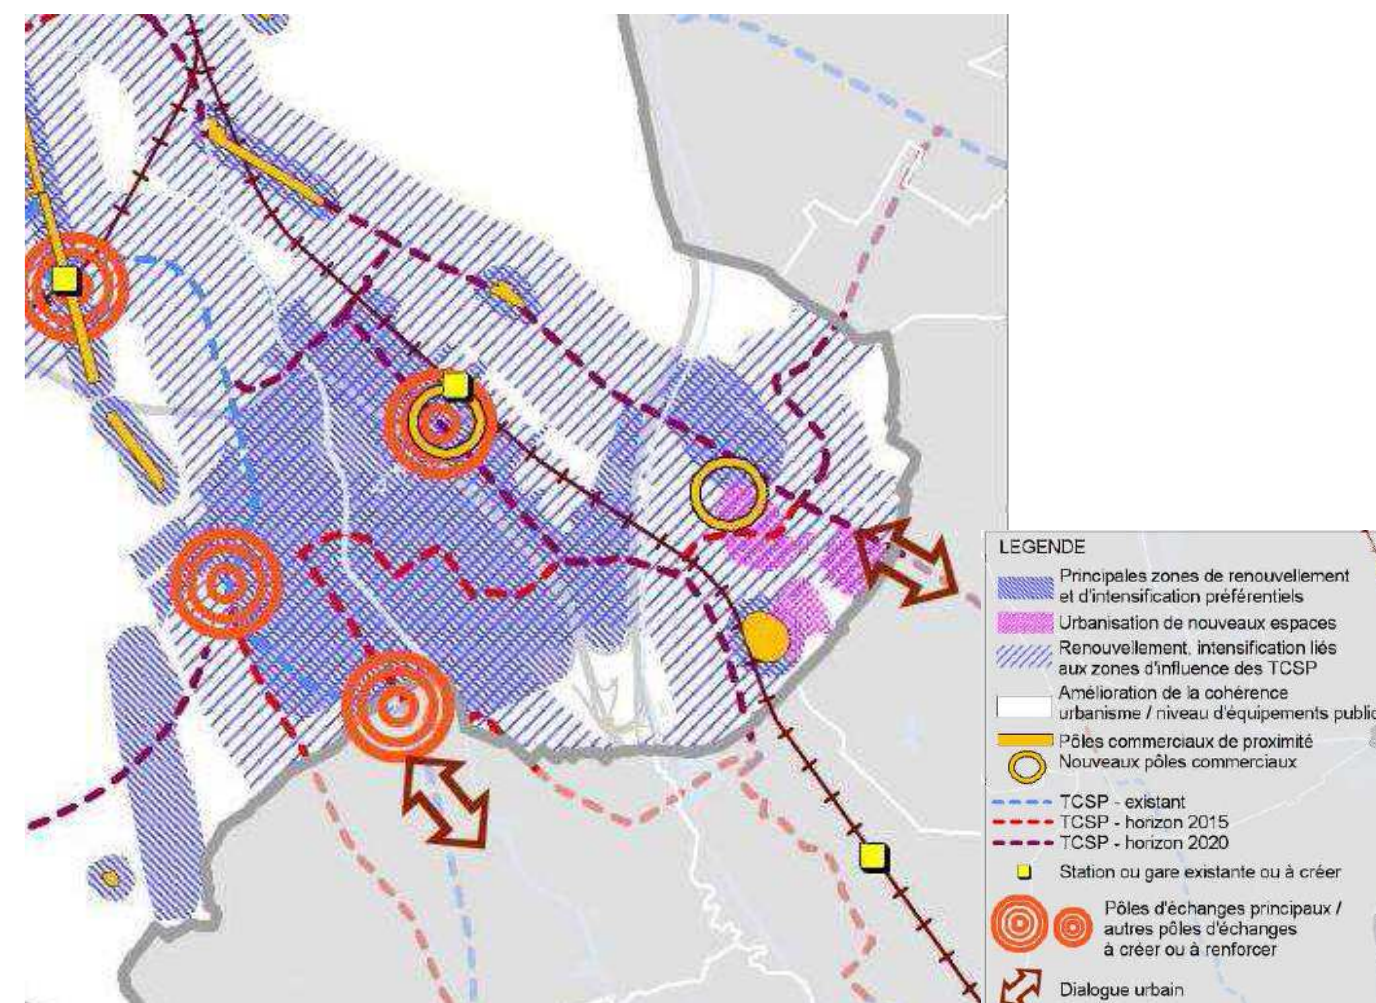 LEGENDE
Principales zones de renouvellement
et d'intensification préférentiels
Urbanisation de nouveaux espaces
Renouvellement, intensification liés
aux zones d'influence des TCSP
Amélioration de la cohérence
urbanisme / niveau d'équipements public
Pôles commerciaux de proximité
Nouveaux pôles commerciaux
TCSP - existant
TCSP - horizon 2015
TCSP - horizon 2020
Station ou gare existante ou à créer
Pôles d'échanges principaux /
autres pôles d'échanges
à créer ou à renforcer
Dialogue urbain